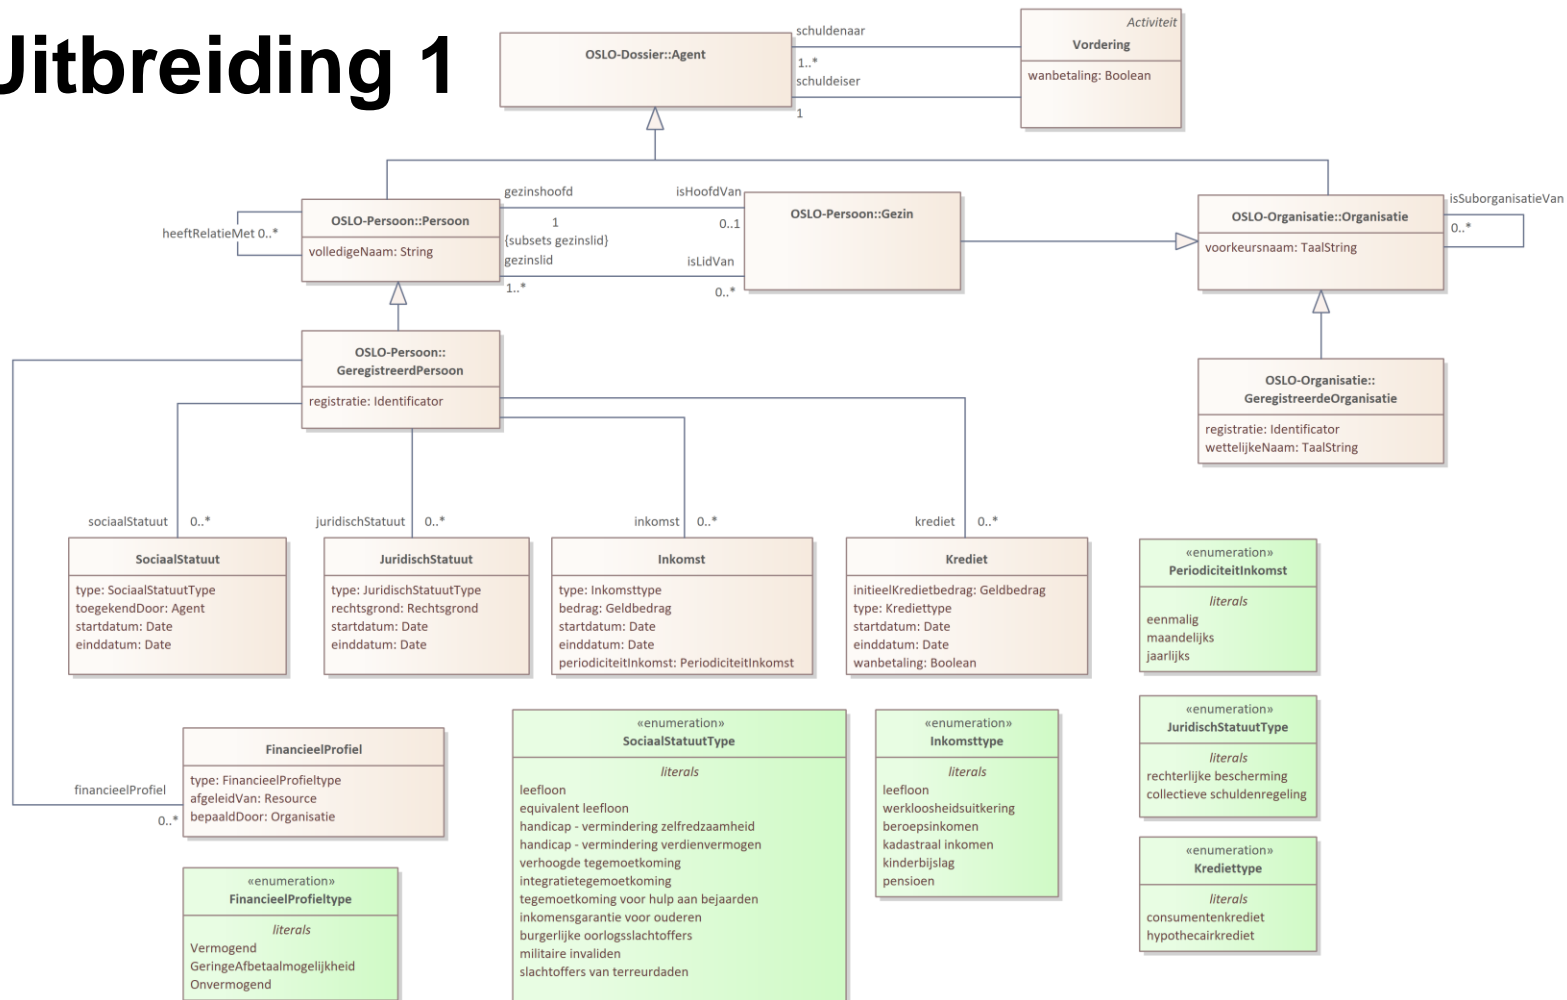 Uitbreiding 1
OSLO-Dossier::Agent
schuldenaar
1..*
schuldeiser
1
Activiteit
Vordering
wanbetaling: Boolean
heeftRelatieMet 0..*
OSLO-Persoon::Persoon
volledigeNaam: String
gezinshoofd
isHoofdVan
1
0..1
{subsets gezinslid}
gezinslid
isLidVan
1..*
0..*
OSLO-Persoon::Gezin
OSLO-Organisatie::Organisatie
voorkeursnaam: TaalString
isSuborganisatieVan
0..*
OSLO-Persoon::
GeregistreerdPersoon
registratie: Identificator
OSLO-Organisatie::
GeregistreerdeOrganisatie
registratie: Identificator
wettelijkeNaam: TaalString
sociaalStatuut 0..*
juridischStatuut 0..*
inkomst 0..*
krediet 0..*
SociaalStatuut
type: SociaalStatuutType
toegekendDoor: Agent
startdatum: Date
einddatum: Date
JuridischStatuut
type: JuridischStatuutType
rechtsgrond: Rechtsgrond
startdatum: Date
einddatum: Date
Inkomst
type: Inkomsttype
bedrag: Geldbedrag
startdatum: Date
einddatum: Date
periodiciteitInkomst: PeriodiciteitInkomst
Krediet
initieelKredietbedrag: Geldbedrag
type: Krediettype
startdatum: Date
einddatum: Date
wanbetaling: Boolean
«enumeration»
PeriodiciteitInkomst
literals
eenmalig
maandelijks
jaarlijks
financieelProfiel
0..*
FinancieelProfiel
type: FinancieelProfieltype
afgeleidVan: Resource
bepaaldDoor: Organisatie
«enumeration»
FinancieelProfieltype
literals
Vermogend
GeringeAfbetaalmogelijkheid
Onvermogend
«enumeration»
SociaalStatuutType
literals
leefloon
equivalent leefloon
handicap - vermindering zelfredzaamheid
handicap - vermindering verdienvermogen
verhoogde tegemoetkoming
integratietegemoetkoming
tegemoetkoming voor hulp aan bejaarden
inkomensgarantie voor ouderen
burgerlijke oorlogsslachtoffers
militaire invaliden
slachtoffers van terreurdaden
«enumeration»
Inkomsttype
literals
leefloon
werkloosheidsuitkering
beroepsinkomen
kadastraal inkomen
kinderbijslag
pensioen
«enumeration»
JuridischStatuutType
literals
rechterlijke bescherming
collectieve schuldenregeling
«enumeration»
Krediettype
literals
consumentenkrediet
hypothecairkrediet